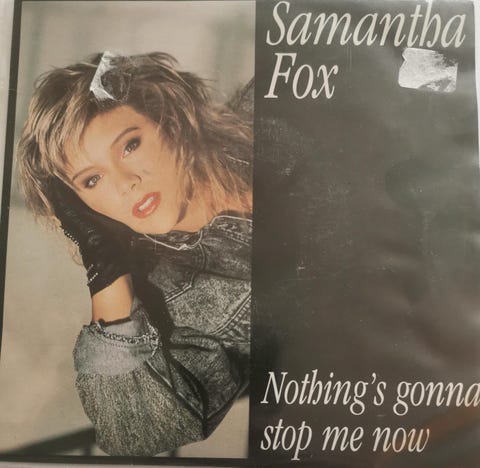 Samantha
Fox
Nothing's gonna
stop me now